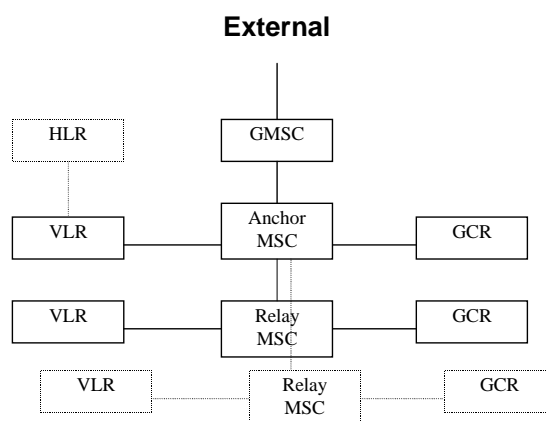 External
HLR
GMSC
VLR
Anchor
MSC
GCR
VLR
Relay
MSC
GCR
VLR
Relay
MSC
GCR